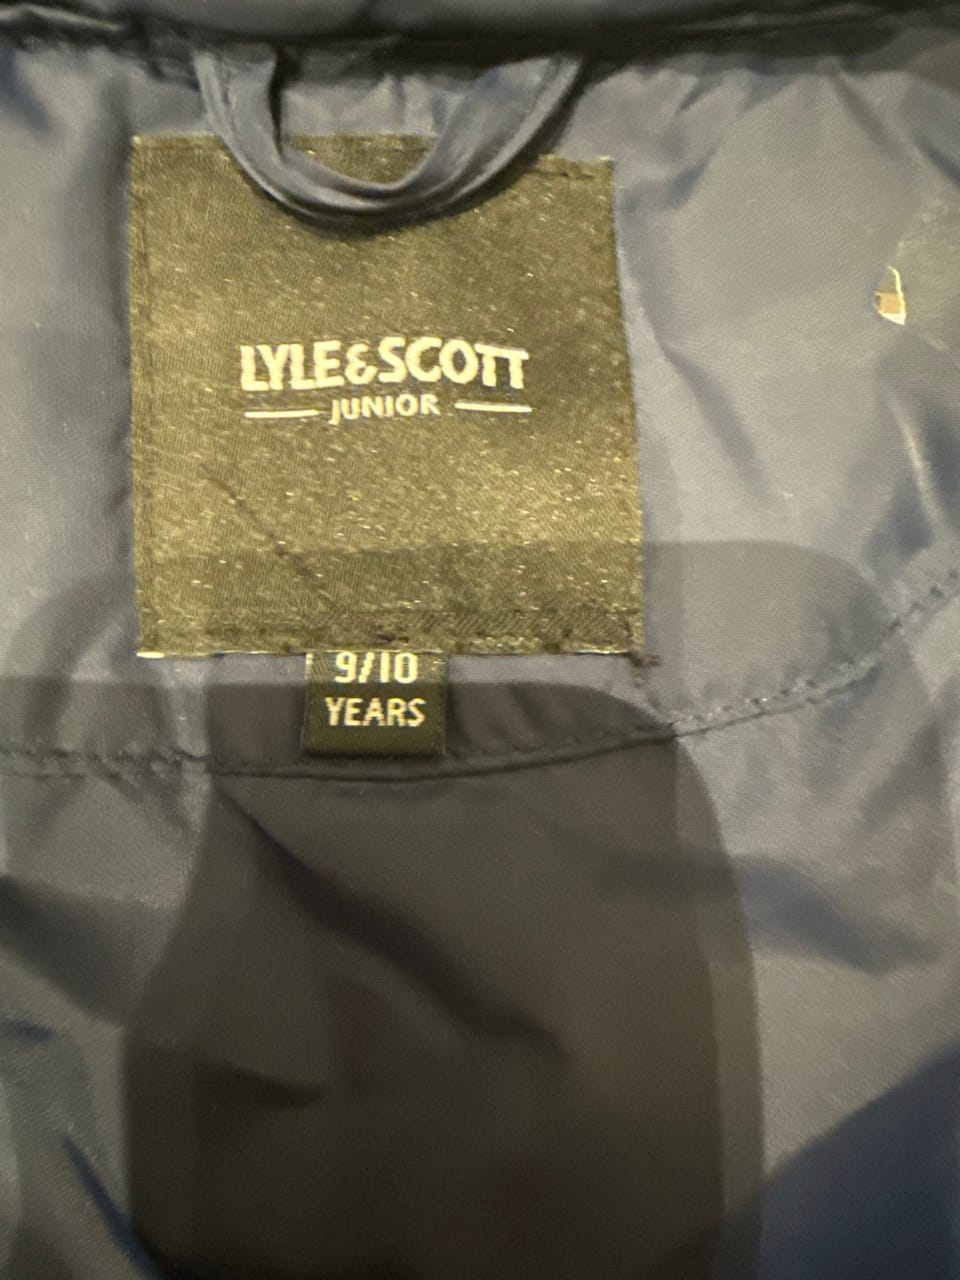 LYLE&SCOTT
JUNIOR
9/10
YEARS